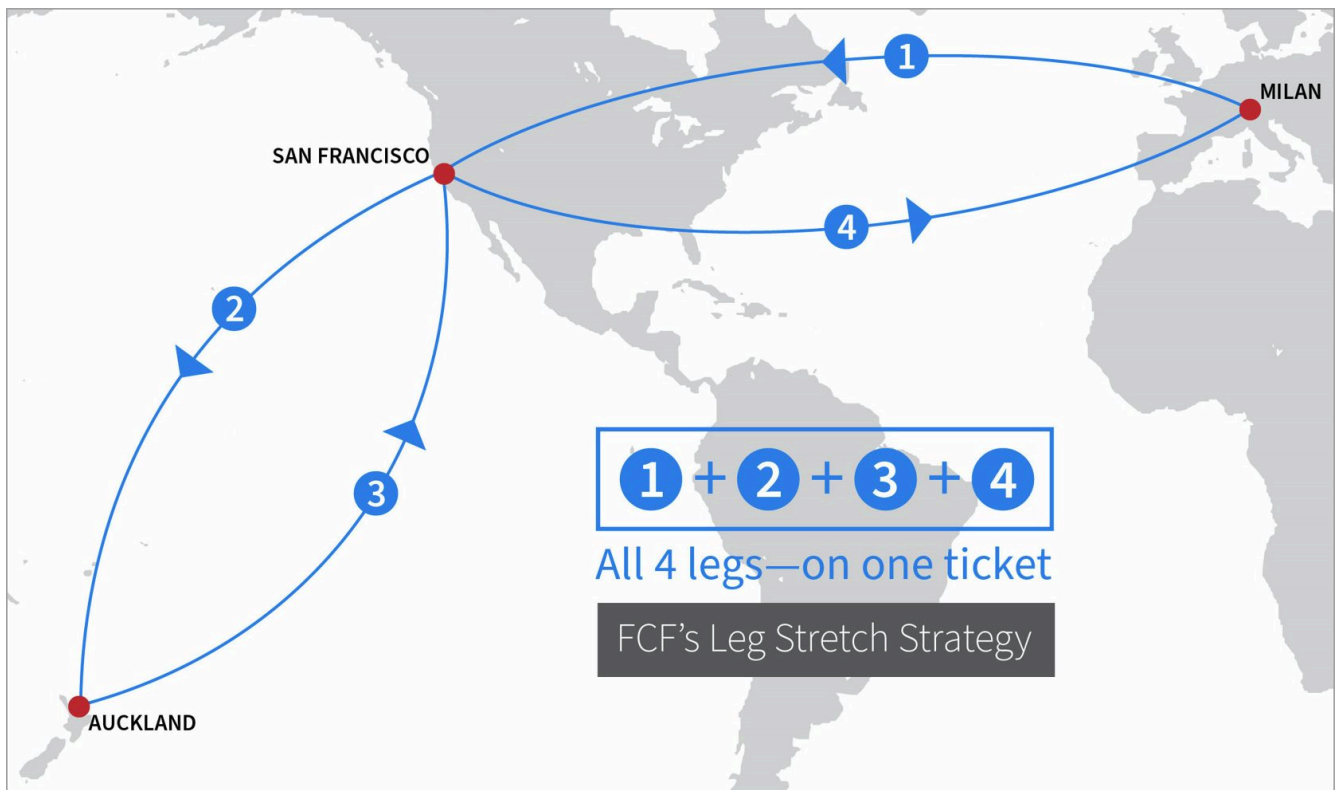 1
MILAN
SAN FRANCISCO
4
2
3
1 + 2 + 3 + 4
All 4 legs—on one ticket
FCF’s Leg Stretch Strategy
AUCKLAND